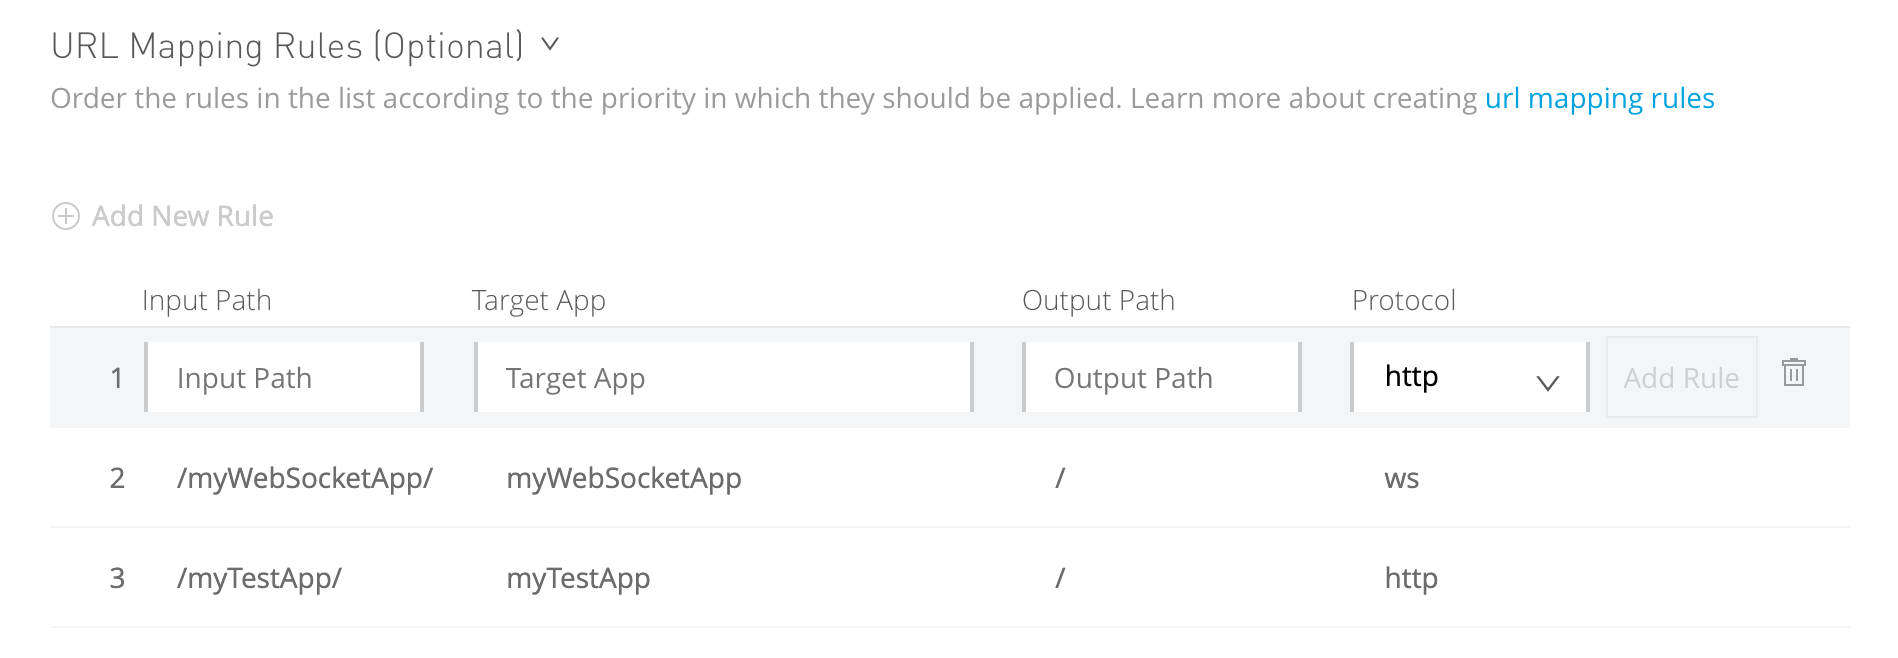 URL Mapping Rules (Optional)
Order the rules in the list according to the priority in which they should be applied. Learn more about creating url mapping rules
Add New Rule
Input Path Target App Output Path Protocol
1 Input Path Target App Output Path http Add Rule
2 /myWebSocketApp/ myWebSocketApp / ws
3 /myTestApp/ myTestApp / http